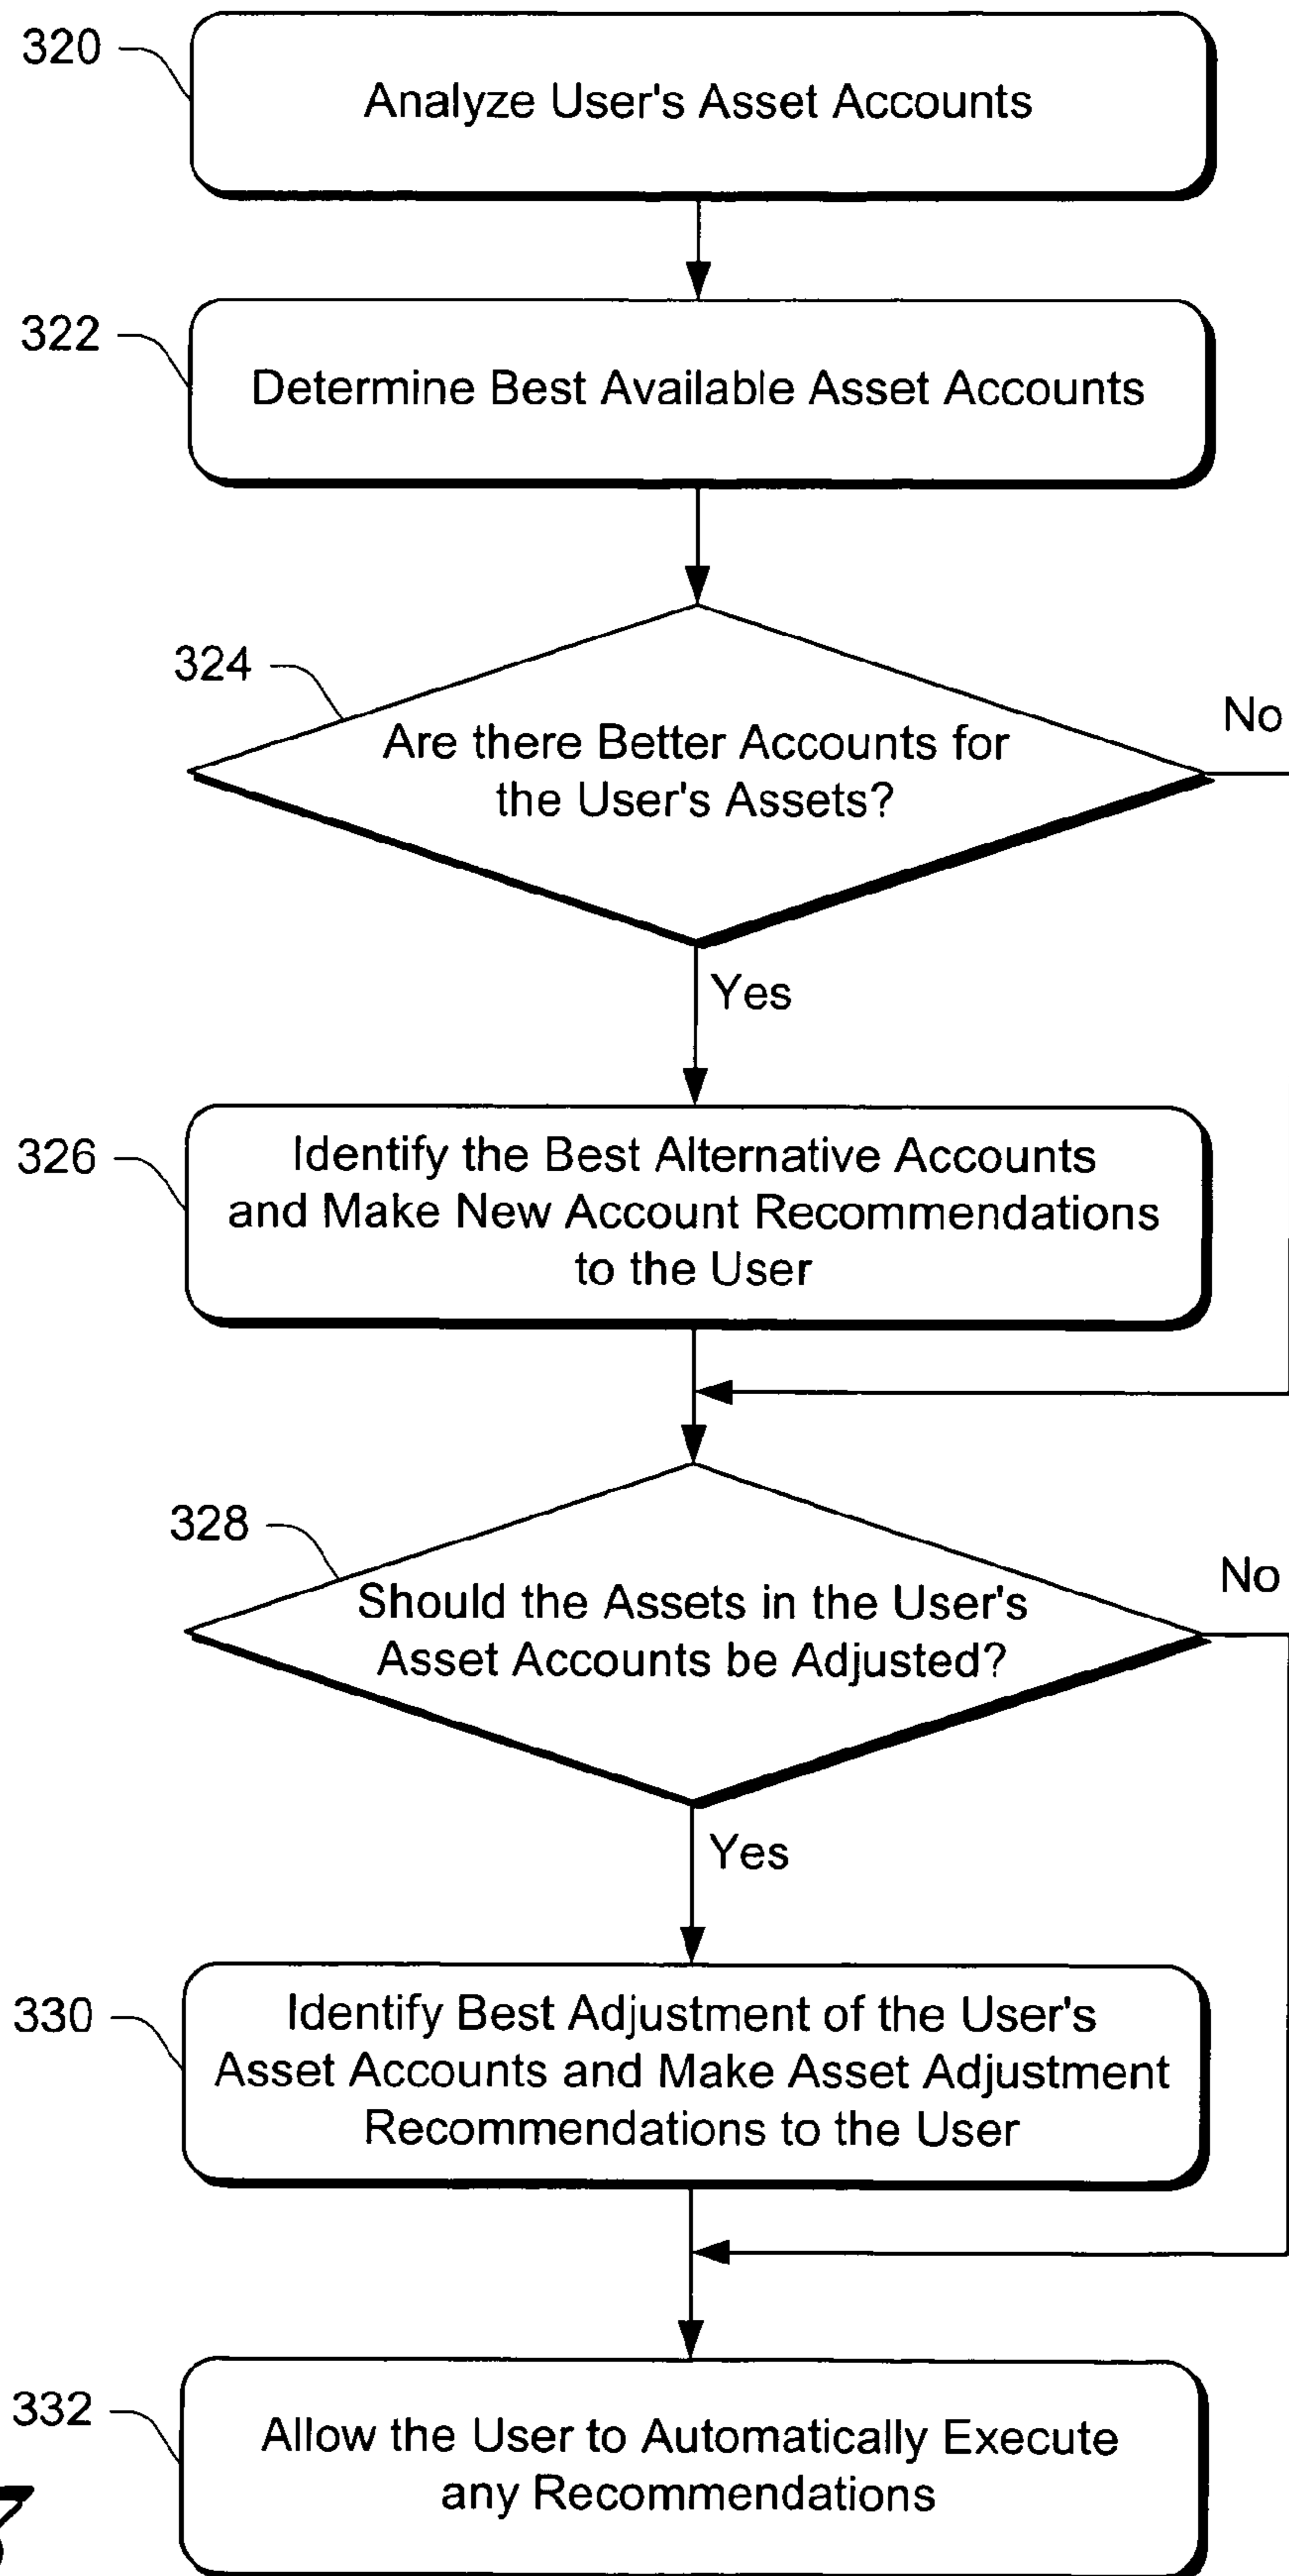 320
Analyze User's Asset Accounts
322
Determine Best Available Asset Accounts
324
Are there Better Accounts for
the User's Assets?
No
Yes
326
Identify the Best Alternative Accounts
and Make New Account Recommendations
to the User
328
Should the Assets in the User's
Asset Accounts be Adjusted?
No
Yes
330
Identify Best Adjustment of the User's
Asset Accounts and Make Asset Adjustment
Recommendations to the User
332
Allow the User to Automatically Execute
any Recommendations